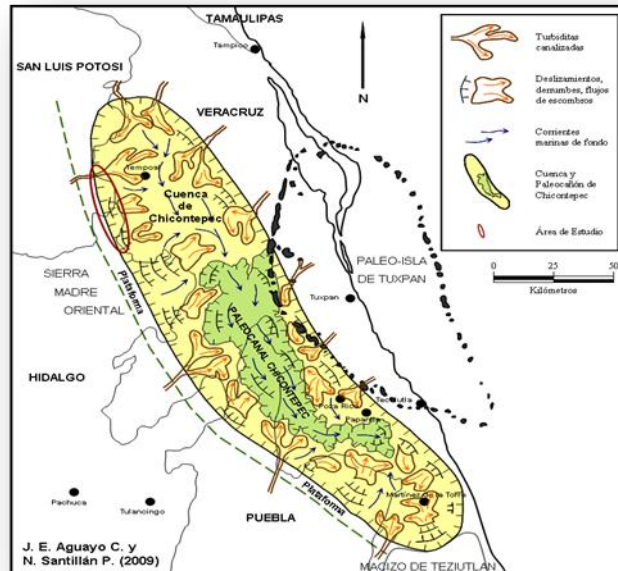 TAMAULIPAS
Tampico
SAN LUIS POTOSI
VERACRUZ
N
Tempoal
Cuenca
de
Chicontepec
SIERRA
MADRE
ORIENTAL
Plataforma
PALEOCANAL CHICONTEPEC
PALEO-ISLA
DE TUXPAN
Tuxpan
HIDALGO
Poza Rica
Tecolutla
Papantla
Pachuca
Tulancingo
Plataforma
Martínez de la Torre
PUEBLA
MACIZO DE TEZIUTLAN
J. E. Aguayo C. y
N. Santillán P. (2009)
Turbiditas
canalizadas
Deslizamientos,
derrumbes, flujos
de escombros
Corrientes
marinas de fondo
Cuenca y
Paleocañón de
Chicontepec
Área de Estudio
0 25 50
Kilómetros